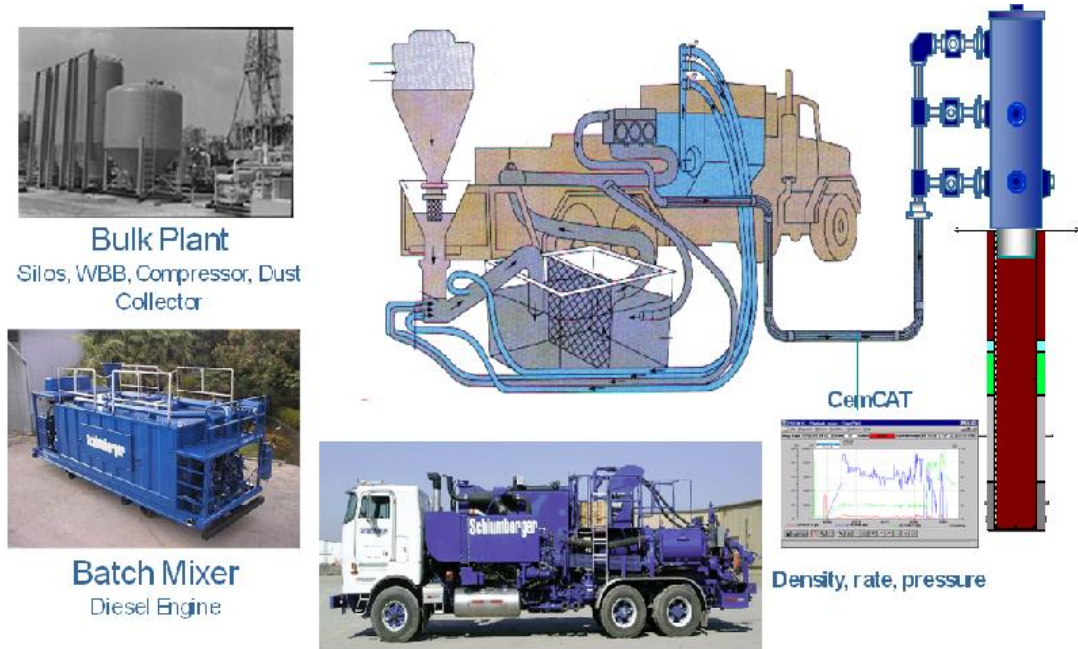 Bulk Plant
Silos, WBB, Compressor, Dust
Collector
Schlumberger
Batch Mixer
Diesel Engine
Schlumberger
CemCAT
Density, rate, pressure